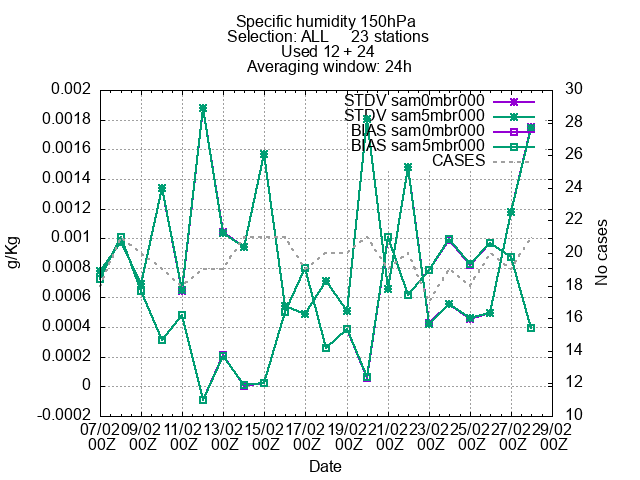 Specific humidity 150hPa
Selection: ALL 23 stations
Used 12 + 24
Averaging window: 24h
STDV sam0mbr000
STDV sam5mbr000
BIAS sam0mbr000
BIAS sam5mbr000
CASES
g/Kg
0.002
0.0018
0.0016
0.0014
0.0012
0.001
0.0008
0.0006
0.0004
0.0002
0
-0.0002
30
28
26
24
22
20
18
16
14
12
10
No cases
07/02 09/02 11/02 13/02 15/02 17/02 19/02 21/02 23/02 25/02 27/02 29/02
00Z 00Z 00Z 00Z 00Z 00Z 00Z 00Z 00Z 00Z 00Z 00Z
Date